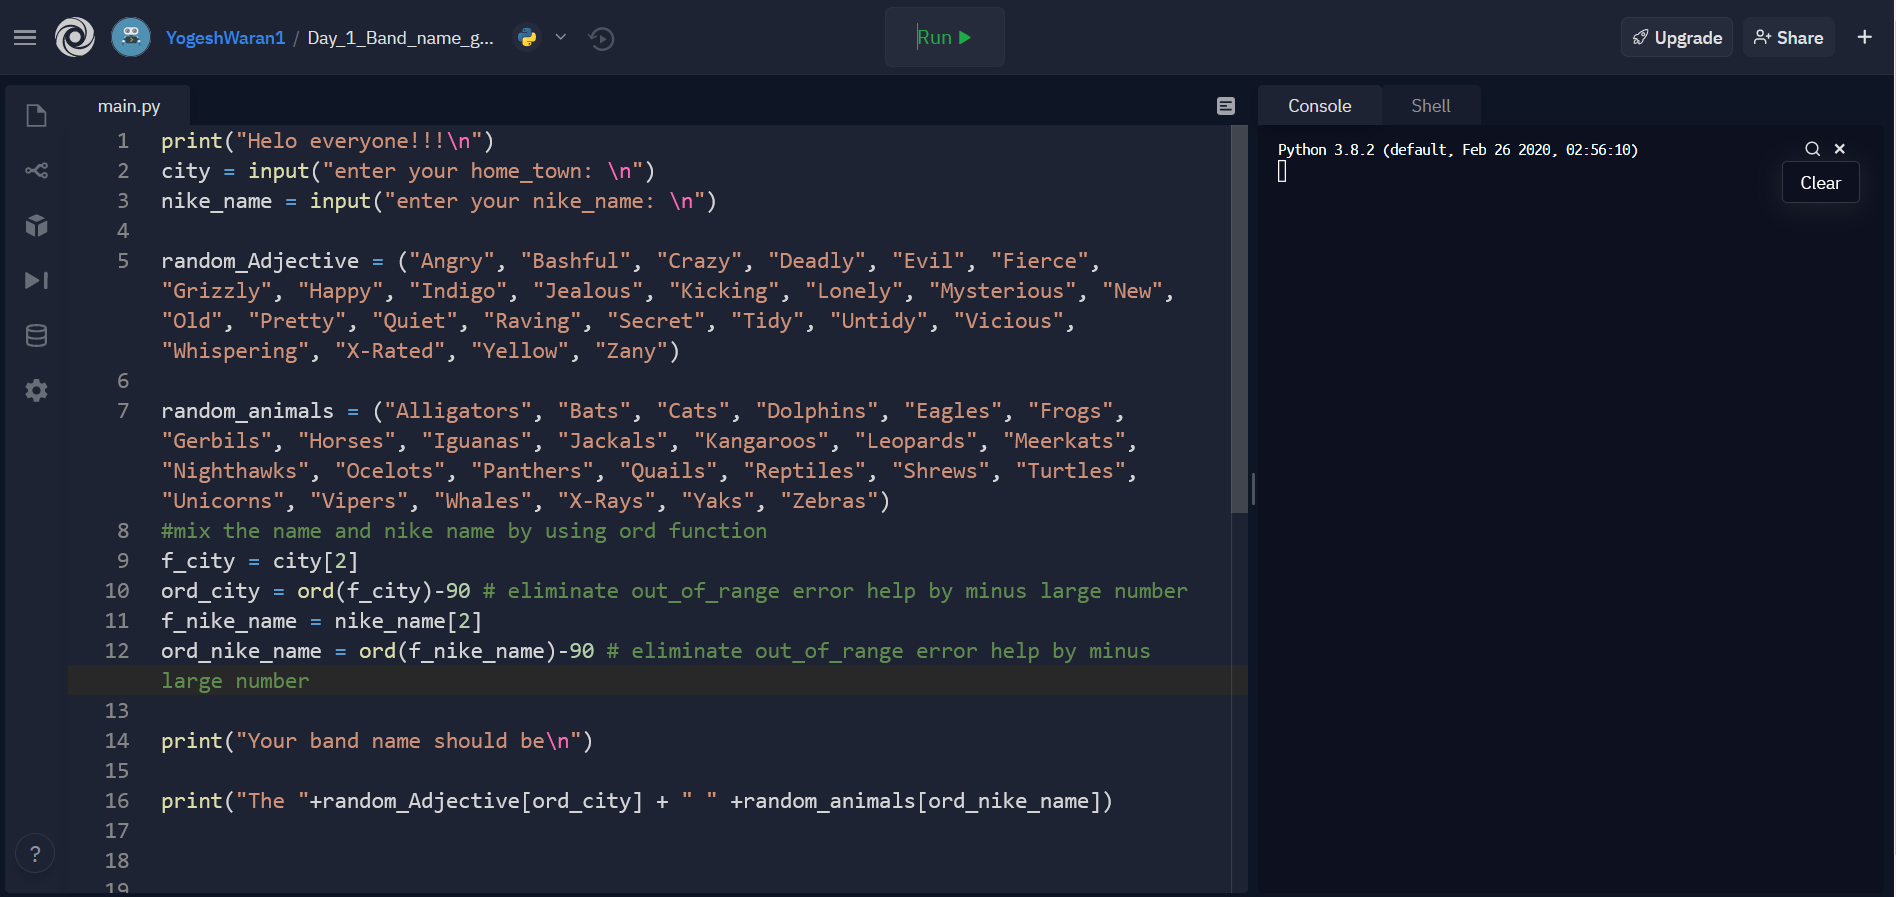 YogeshWaran1 / Day_1_Band_name_g...
Run
Upgrade
Share
main.py
Console
Shell
1 print("Helo everyone!!!\n")
2 city = input("enter your home_town: \n")
3 nike_name = input("enter your nike_name: \n")
4
5 random_Adjective = ("Angry", "Bashful", "Crazy", "Deadly", "Evil", "Fierce",
"Grizzly", "Happy", "Indigo", "Jealous", "Kicking", "Lonely", "Mysterious", "New",
"Old", "Pretty", "Quiet", "Raving", "Secret", "Tidy", "Untidy", "Vicious",
"Whispering", "X-Rated", "Yellow", "Zany")
6
7 random_animals = ("Alligators", "Bats", "Cats", "Dolphins", "Eagles", "Frogs",
"Gerbils", "Horses", "Iguanas", "Jackals", "Kangaroos", "Leopards", "Meerkats",
"Nighthawks", "Ocelots", "Panthers", "Quails", "Reptiles", "Shrews", "Turtles",
"Unicorns", "Vipers", "Whales", "X-Rays", "Yaks", "Zebras")
8 #mix the name and nike name by using ord function
9 f_city = city[2]
10 ord_city = ord(f_city)-90 # eliminate out_of_range error help by minus large number
11 f_nike_name = nike_name[2]
12 ord_nike_name = ord(f_nike_name)-90 # eliminate out_of_range error help by minus
large number
13
14 print("Your band name should be\n")
15
16 print("The "+random_Adjective[ord_city] + " " +random_animals[ord_nike_name])
17
18
19
?
Python 3.8.2 (default, Feb 26 2020, 02:56:10)
Clear